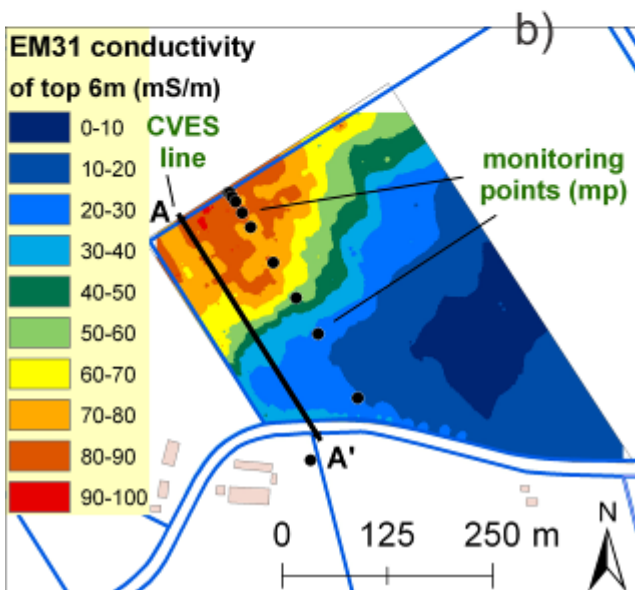 b)
EM31 conductivity
of top 6m (mS/m)
0-10
10-20
20-30
30-40
40-50
50-60
60-70
70-80
80-90
90-100
CVES
line
A
monitoring
points (mp)
A'
N
0 125 250 m